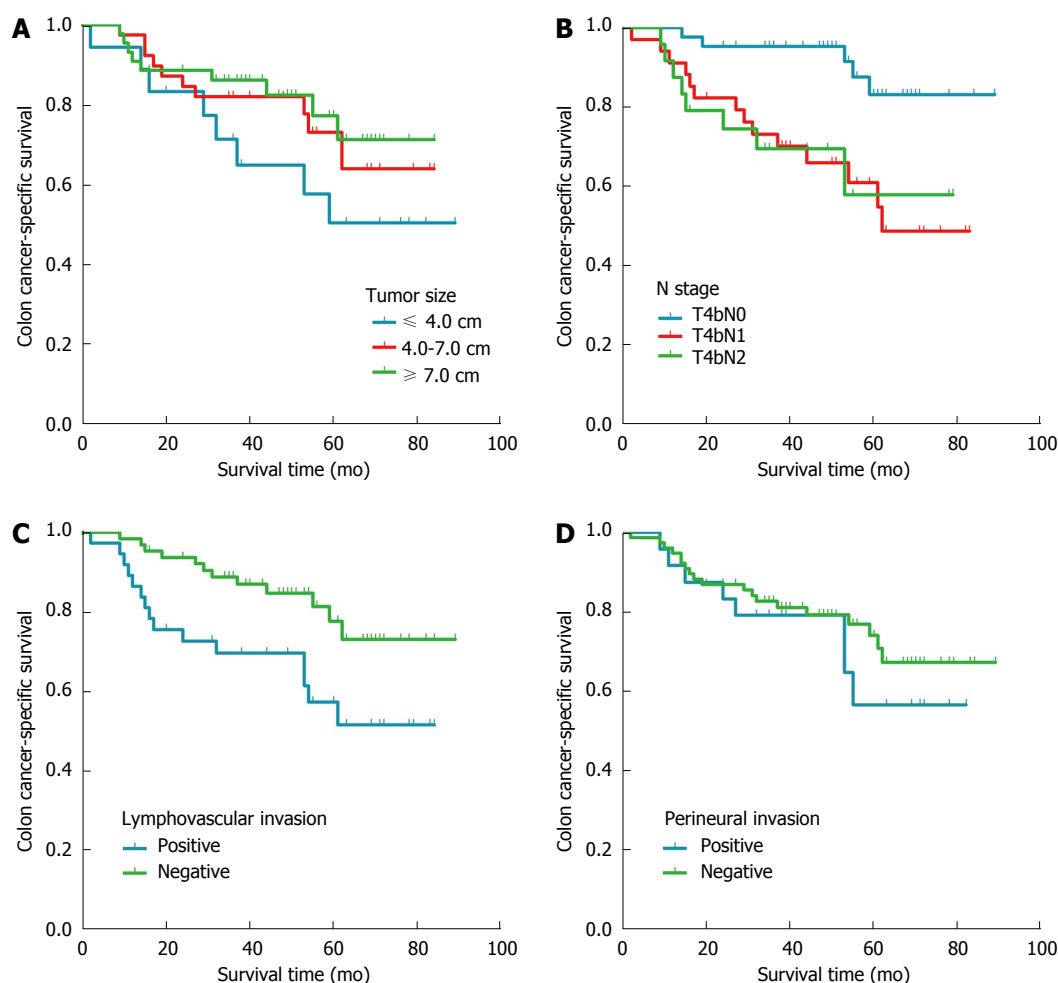 A
Colon cancer-specific survival
1.0
0.8
0.6
0.4
0.2
0.0
Tumor size
⩽ 4.0 cm
4.0-7.0 cm
⩾ 7.0 cm
0 20 40 60 80 100
Survival time (mo)
B
Colon cancer-specific survival
1.0
0.8
0.6
0.4
0.2
0.0
N stage
T4bN0
T4bN1
T4bN2
0 20 40 60 80 100
Survival time (mo)
C
Colon cancer-specific survival
1.0
0.8
0.6
0.4
0.2
0.0
Lymphovascular invasion
Positive
Negative
0 20 40 60 80 100
Survival time (mo)
D
Colon cancer-specific survival
1.0
0.8
0.6
0.4
0.2
0.0
Perineural invasion
Positive
Negative
0 20 40 60 80 100
Survival time (mo)